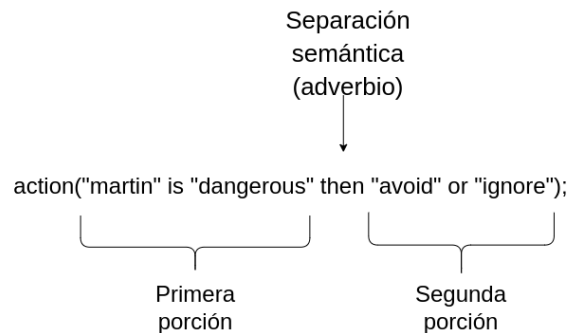 Separación
semántica
(adverbio)
action("martin" is "dangerous" then "avoid" or "ignore");
Primera
porción
Segunda
porción